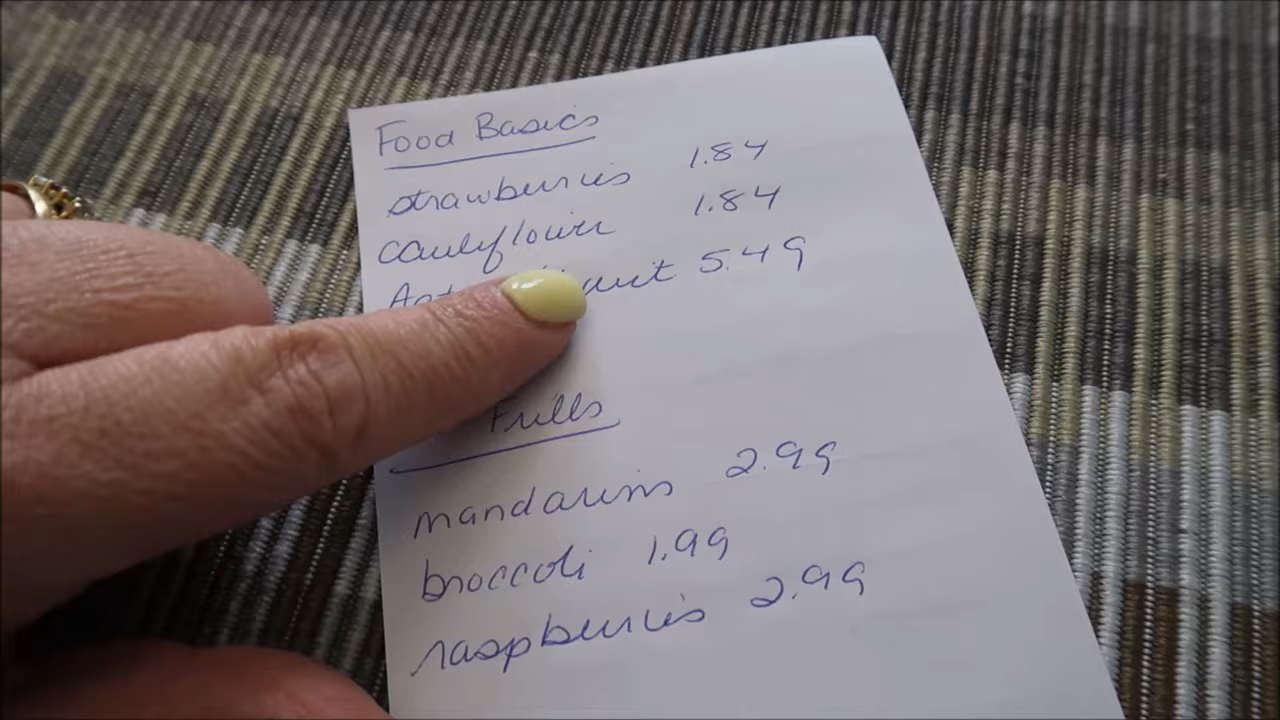 Food Basics
strawberries 1.84
cauliflower 1.84
5.49
Frills
mandarins 2.99
broccoli 1.99
raspberries 2.99